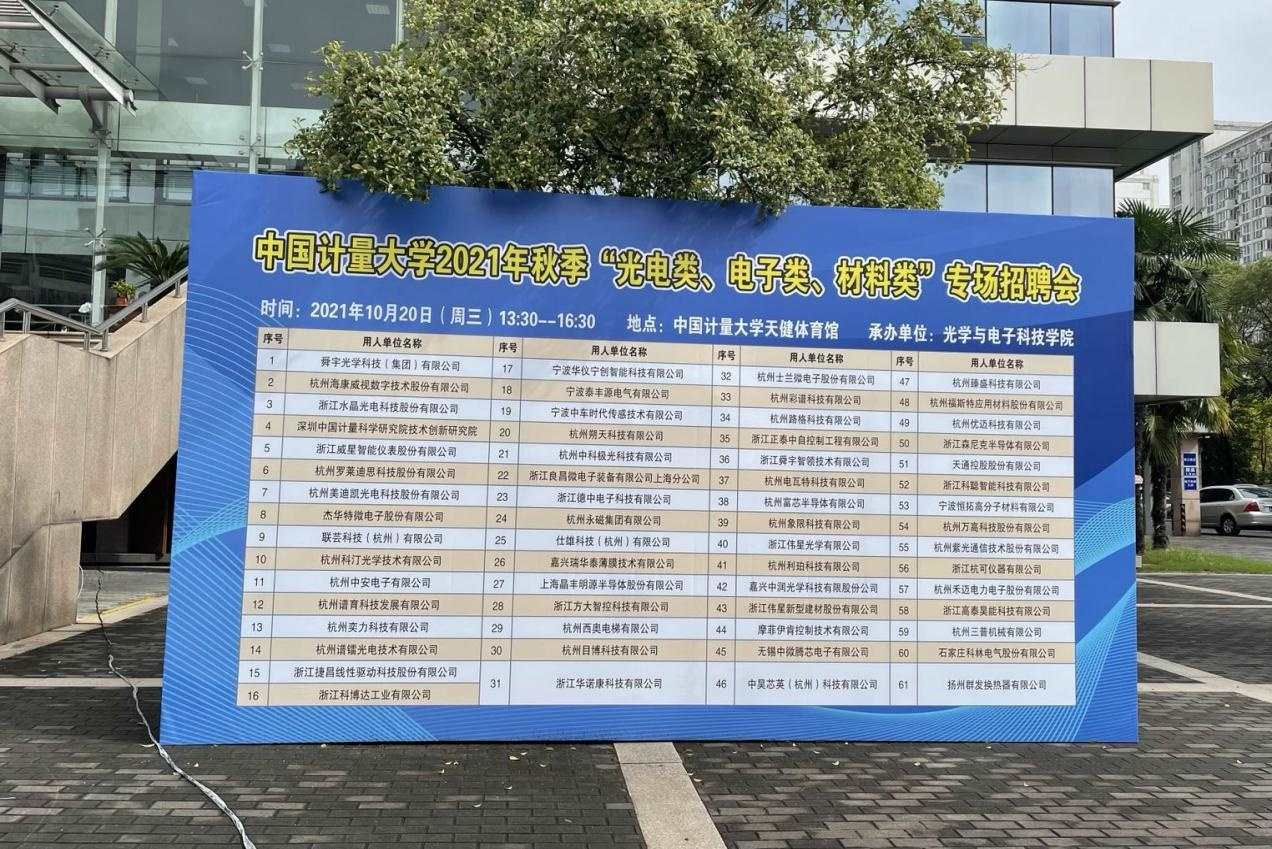 中国计量大学2021年秋季“光电类、电子类、材料类”专场招聘会
时间：2021年10月20日（周三）13:30--16:30 地点：中国计量大学天健体育馆 承办单位：光学与电子科技学院
序号 用人单位名称
1 舜宇光学科技（集团）有限公司
2 杭州海康威视数字技术股份有限公司
3 浙江水晶光电科技股份有限公司
4 深圳中国计量科学研究院技术创新研究院
5 浙江威星智能仪表股份有限公司
6 杭州罗莱迪思科技股份有限公司
7 杭州美迪凯光电科技股份有限公司
8 杰华特微电子股份有限公司
9 联芸科技（杭州）有限公司
10 杭州科汀光学技术有限公司
11 杭州中安电子有限公司
12 杭州谱育科技发展有限公司
13 杭州奕力科技有限公司
14 杭州谱镭光电技术有限公司
15 浙江捷昌线性驱动科技股份有限公司
16 浙江科博达工业有限公司
序号 用人单位名称
17 宁波华仪宁创智能科技有限公司
18 宁波泰丰源电气有限公司
19 宁波中车时代传感技术有限公司
20 杭州朔天科技有限公司
21 杭州中科极光科技有限公司
22 浙江良昌微电子装备有限公司上海分公司
23 浙江德中电子科技有限公司
24 杭州永磁集团有限公司
25 仕雄科技（杭州）有限公司
26 嘉兴瑞华泰薄膜技术有限公司
27 上海晶丰明源半导体股份有限公司
28 浙江方大智控科技有限公司
29 杭州西奥电梯有限公司
30 杭州目博科技有限公司
31 浙江华诺康科技有限公司
序号 用人单位名称
32 杭州士兰微电子股份有限公司
33 杭州彩谱科技有限公司
34 杭州路格科技有限公司
35 浙江正泰中自控制工程有限公司
36 浙江舜宇智领技术有限公司
37 杭州电瓦特科技有限公司
38 杭州富芯半导体有限公司
39 杭州象限科技有限公司
40 浙江伟星光学有限公司
41 杭州利珀科技有限公司
42 嘉兴中润光学科技有限股份公司
43 浙江伟星新型建材股份有限公司
44 摩菲伊肯控制技术有限公司
45 无锡中微腾芯电子有限公司
46 中昊芯英（杭州）科技有限公司
序号 用人单位名称
47 杭州臻盛科技有限公司
48 杭州福斯特应用材料股份有限公司
49 杭州优迈科技有限公司
50 浙江森尼克半导体有限公司
51 天通控股股份有限公司
52 浙江科聪智能科技有限公司
53 宁波恒拓高分子材料有限公司
54 杭州万高科技股份有限公司
55 杭州紫光通信技术股份有限公司
56 浙江杭可仪器有限公司
57 杭州禾迈电力电子股份有限公司
58 浙江高泰昊能科技有限公司
59 杭州三普机械有限公司
60 石家庄科林电气股份有限公司
61 扬州群发换热器有限公司